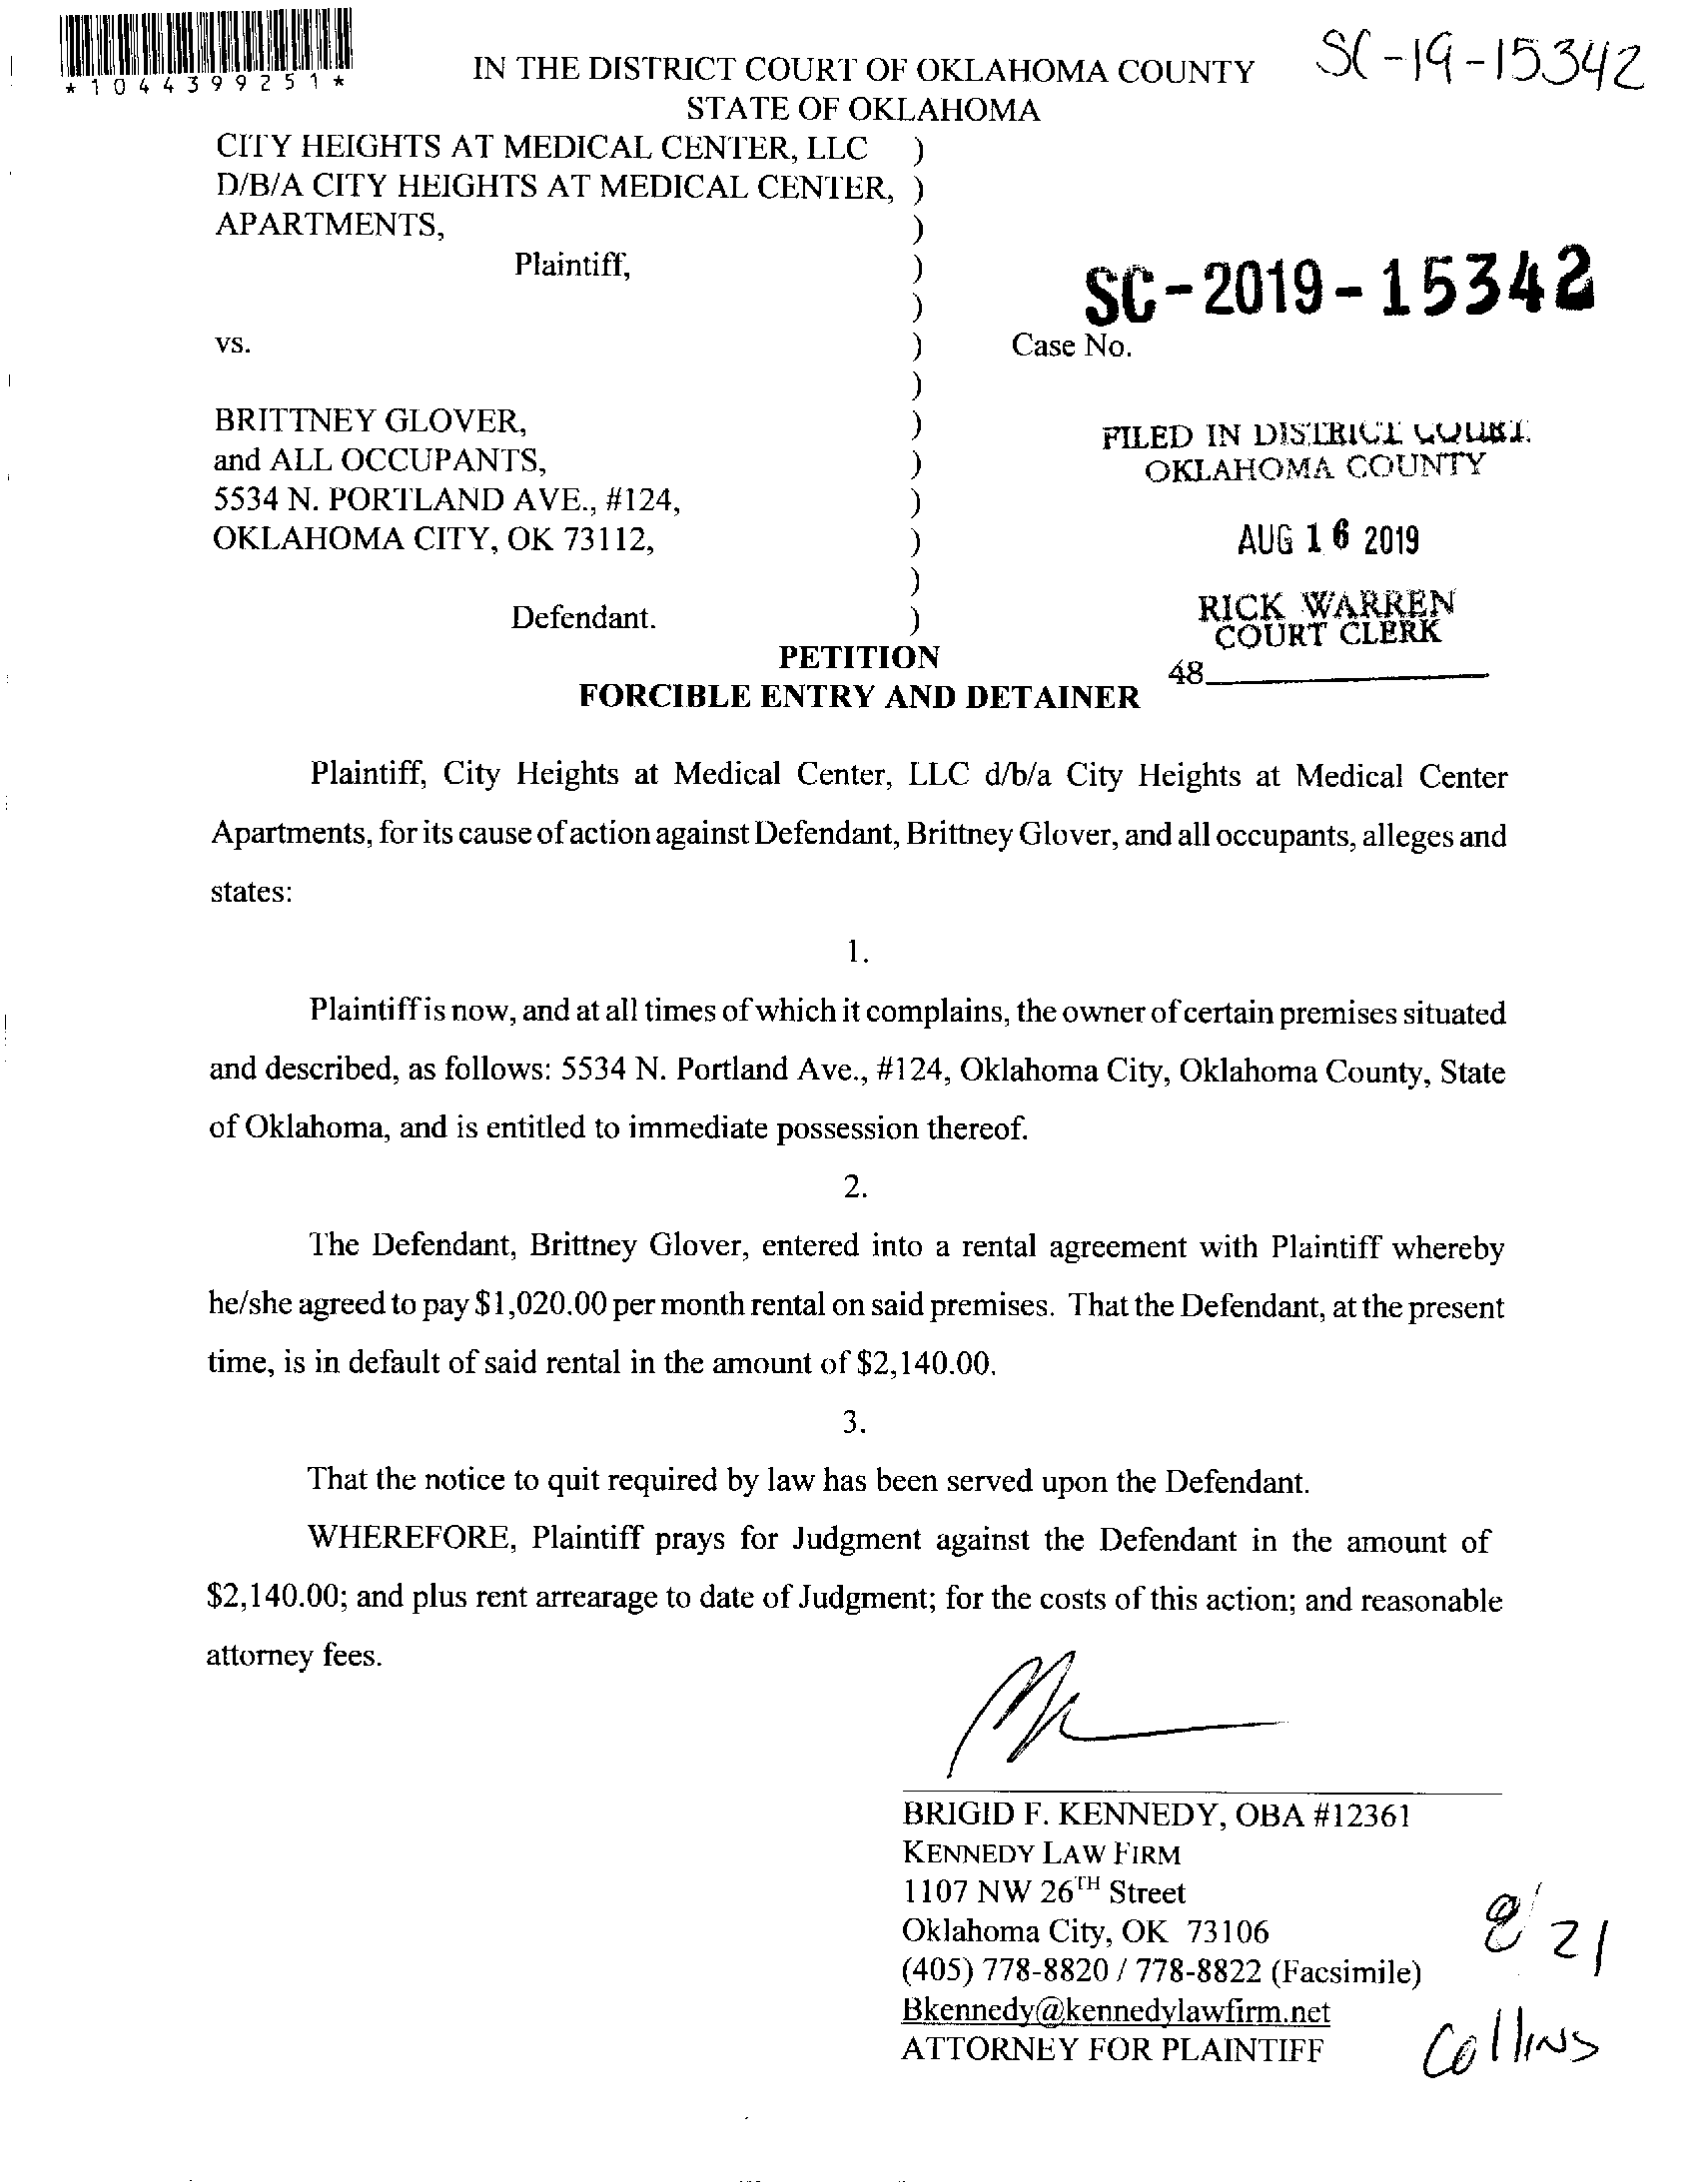 *1044399251*
SC-19-15342
IN THE DISTRICT COURT OF OKLAHOMA COUNTY
STATE OF OKLAHOMA
CITY HEIGHTS AT MEDICAL CENTER, LLC )
D/B/A CITY HEIGHTS AT MEDICAL CENTER, )
APARTMENTS, )
Plaintiff, )
)
SC-2019-15342
vs. ) Case No.
)
BRITTNEY GLOVER, )
and ALL OCCUPANTS, )
5534 N. PORTLAND AVE., #124, )
OKLAHOMA CITY, OK 73112, )
)
Defendant. )
FILED IN DISTRICT COURT
OKLAHOMA COUNTY
AUG 16 2019
RICK WARREN
COURT CLERK
48
PETITION
FORCIBLE ENTRY AND DETAINER
Plaintiff, City Heights at Medical Center, LLC d/b/a City Heights at Medical Center
Apartments, for its cause of action against Defendant, Brittney Glover, and all occupants, alleges and
states:
1.
Plaintiff is now, and at all times of which it complains, the owner of certain premises situated
and described, as follows: 5534 N. Portland Ave., #124, Oklahoma City, Oklahoma County, State
of Oklahoma, and is entitled to immediate possession thereof.
2.
The Defendant, Brittney Glover, entered into a rental agreement with Plaintiff whereby
he/she agreed to pay $1,020.00 per month rental on said premises. That the Defendant, at the present
time, is in default of said rental in the amount of $2,140.00.
3.
That the notice to quit required by law has been served upon the Defendant.
WHEREFORE, Plaintiff prays for Judgment against the Defendant in the amount of
$2,140.00; and plus rent arrearage to date of Judgment; for the costs of this action; and reasonable
attorney fees.
BRIGID F. KENNEDY, OBA #12361
KENNEDY LAW FIRM
1107 NW 26TH Street
Oklahoma City, OK 73106
(405) 778-8820 / 778-8822 (Facsimile)
Bkennedy@kennedylawfirm.net
ATTORNEY FOR PLAINTIFF
8/21
Collins